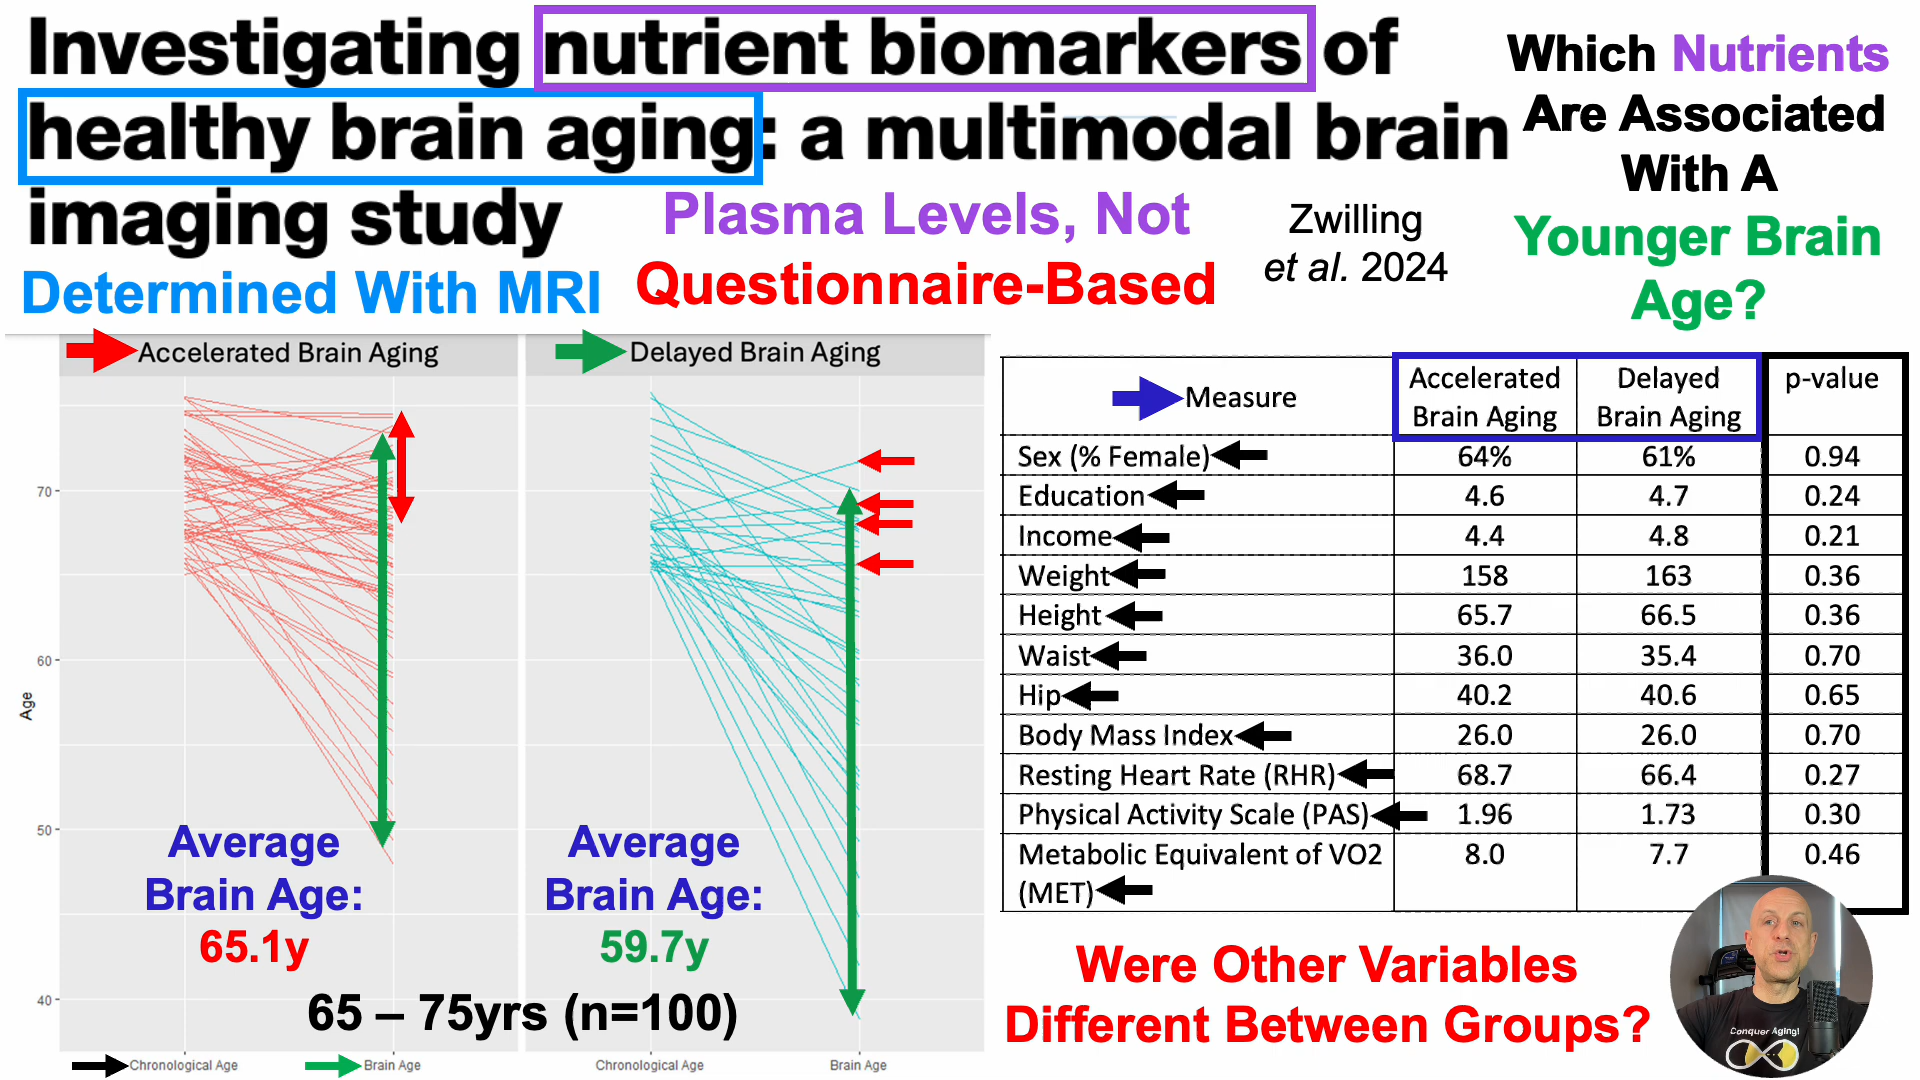 Investigating nutrient biomarkers of
healthy brain aging: a multimodal brain
imaging study
Determined With MRI
Plasma Levels, Not
Questionnaire-Based
Zwilling
et al. 2024
Which Nutrients
Are Associated
With A
Younger Brain
Age?
Accelerated Brain Aging
Delayed Brain Aging
Age
70
60
50
40
Average
Brain Age:
65.1y
Average
Brain Age:
59.7y
65 – 75yrs (n=100)
Chronological Age
Brain Age
Chronological Age
Brain Age
Measure
Accelerated Brain Aging
Delayed Brain Aging
p-value
Sex (% Female) 64% 61% 0.94
Education 4.6 4.7 0.24
Income 4.4 4.8 0.21
Weight 158 163 0.36
Height 65.7 66.5 0.36
Waist 36.0 35.4 0.70
Hip 40.2 40.6 0.65
Body Mass Index 26.0 26.0 0.70
Resting Heart Rate (RHR) 68.7 66.4 0.27
Physical Activity Scale (PAS) 1.96 1.73 0.30
Metabolic Equivalent of VO2 8.0 7.7 0.46
(MET)
Were Other Variables
Different Between Groups?
Conquer Aging!